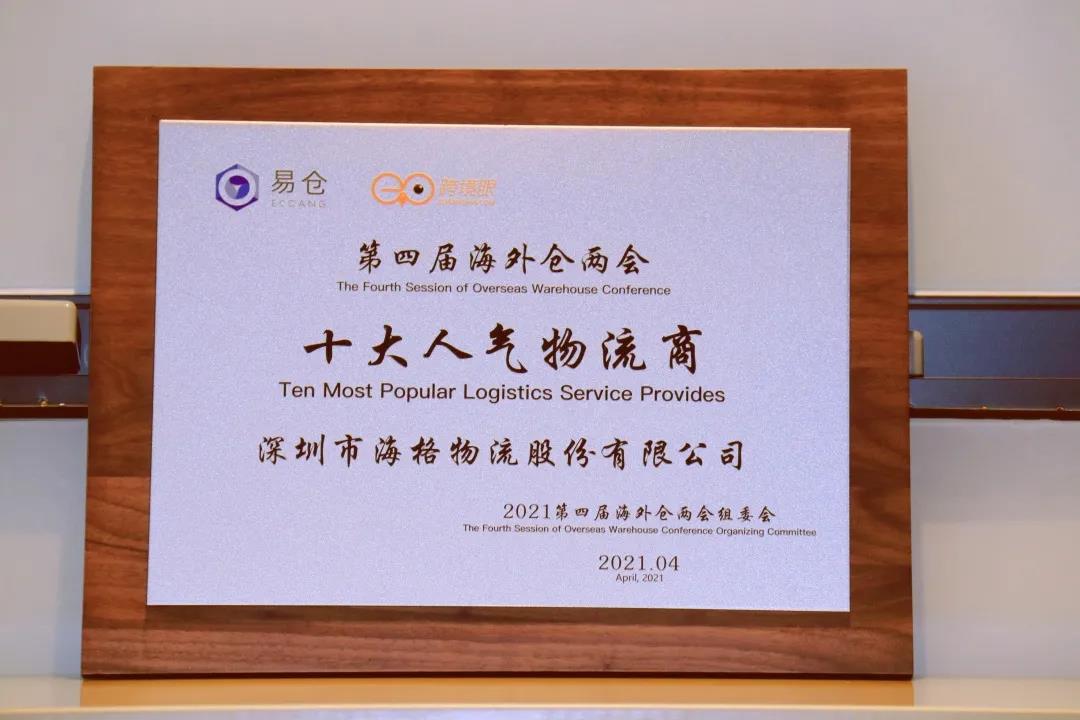 易仓
ECCANG
跨境眼
第四届海外仓两会
The Fourth Session of Overseas Warehouse Conference
十大人气物流商
Ten Most Popular Logistics Service Provides
深圳市海格物流股份有限公司
2021第四届海外仓两会组委会
The Fourth Session of Overseas Warehouse Conference Organizing Committee
2021.04
April, 2021